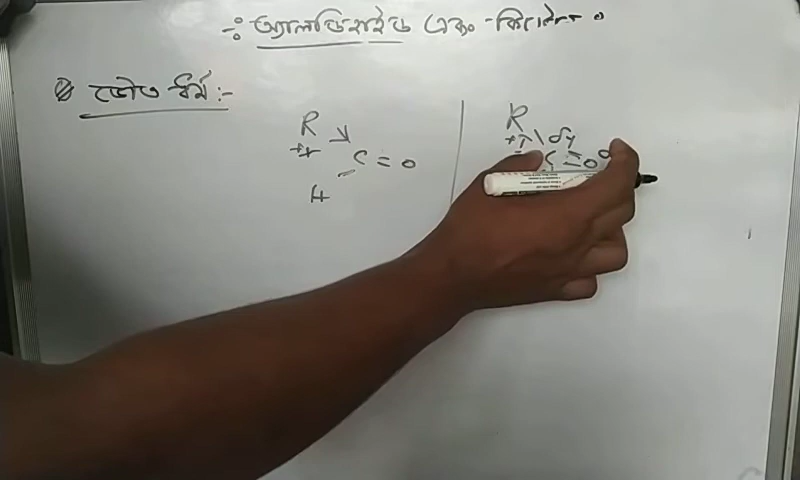 -: অ্যালডিহাইড এবং কিটোন :-
ভৌত ধর্ম :-
R
++ C = O
H
R
C = O